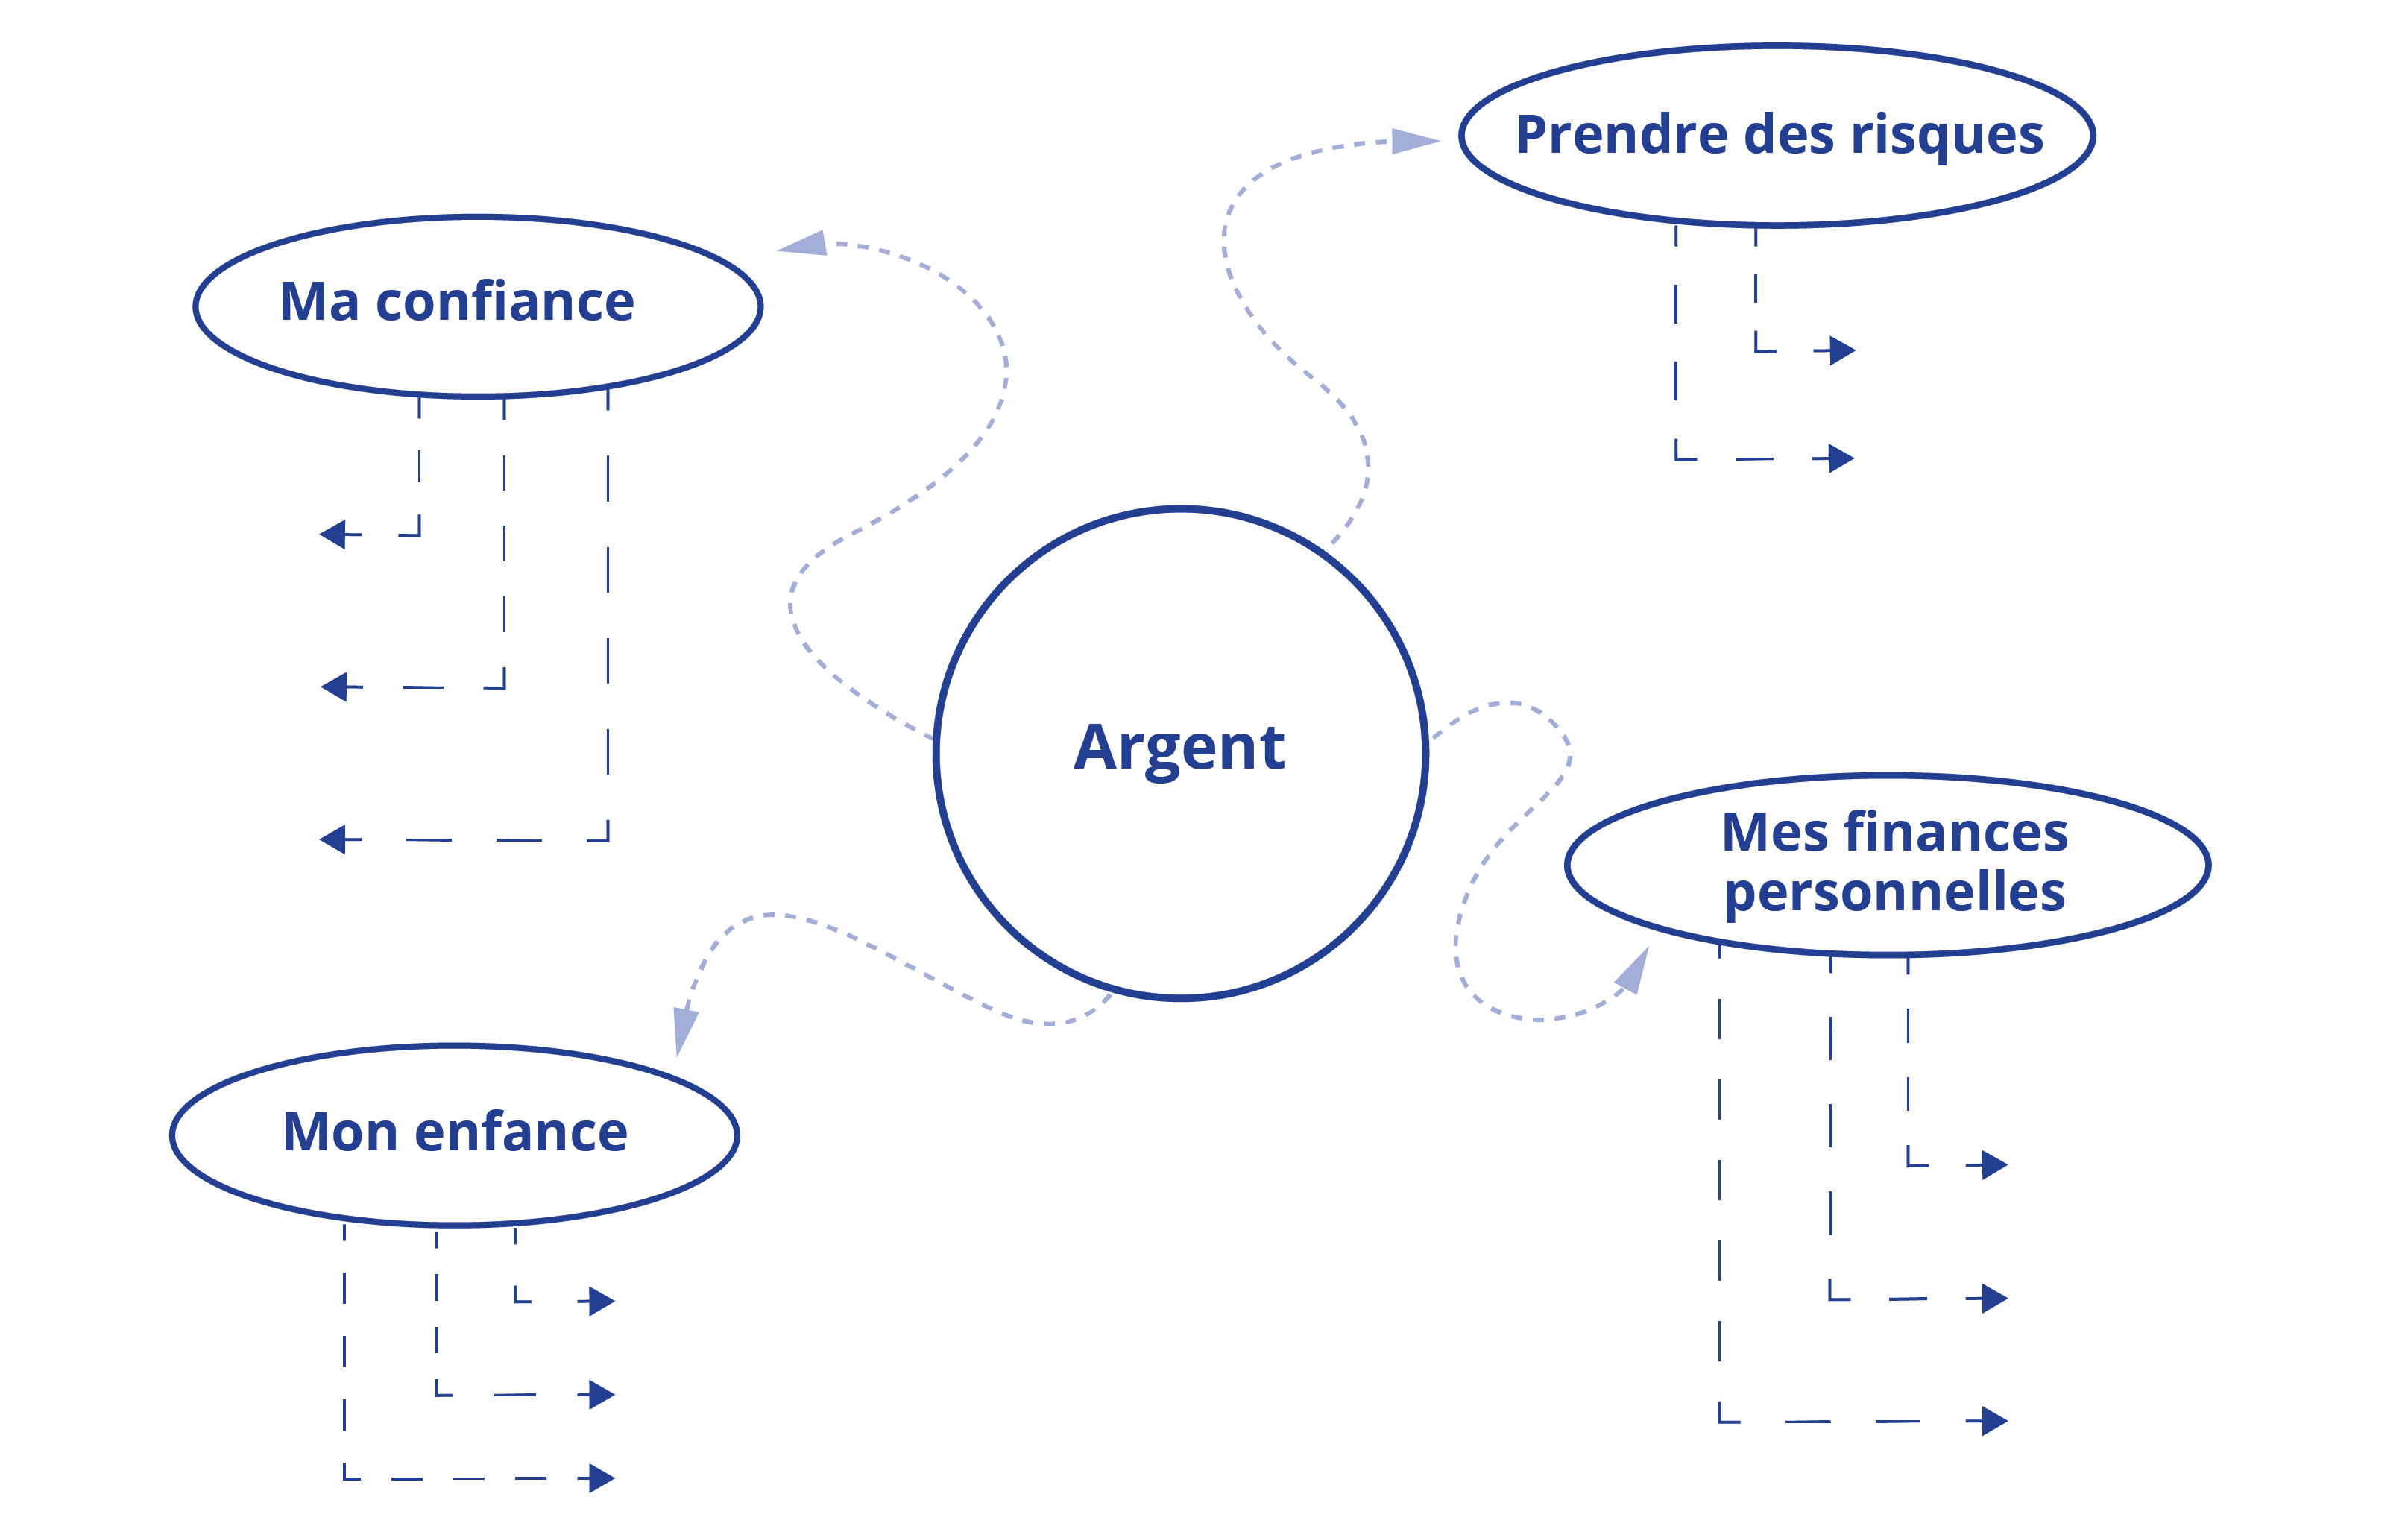 Prendre des risques
Ma confiance
Argent
Mes finances
personnelles
Mon enfance